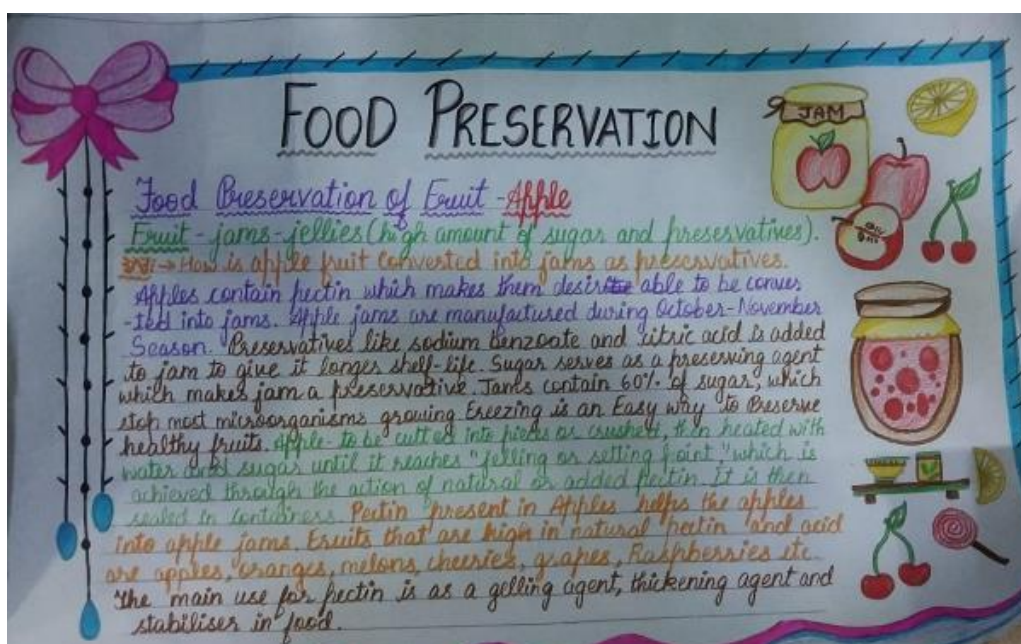 FOOD PRESERVATION
JAM
Food Preservation of Fruit - Apple
Fruit - jams - jellies (high amount of sugar and preservatives).
→ How is apple fruit converted into jams as preservatives.
Apples contain pectin which makes them desir able to be conver
-ted into jams. Apple jams are manufactured during October - November
Season. Preservatives like sodium benzoate and citric acid is added
to jam to give it longer shelf-life. Sugar serves as a preserving agent
which makes jam a preservative. Jams contain 60% of sugar, which
stop most microorganisms growing Freezing is an Easy way to Preserve
healthy fruits. Apple - to be cutted into pieces or crushed, then heated with
water and sugar until it reaches "jelling or setting point" which is
achieved through the action of natural or added pectin. It is then
sealed in containers. Pectin present in Apples helps the apples
into apple jams. Fruits that are high in natural pectin and acid
are apples, oranges, melons, cheeries, grapes, Raspberries etc
The main use for pectin is as a gelling agent, thickening agent and
stabiliser in food.